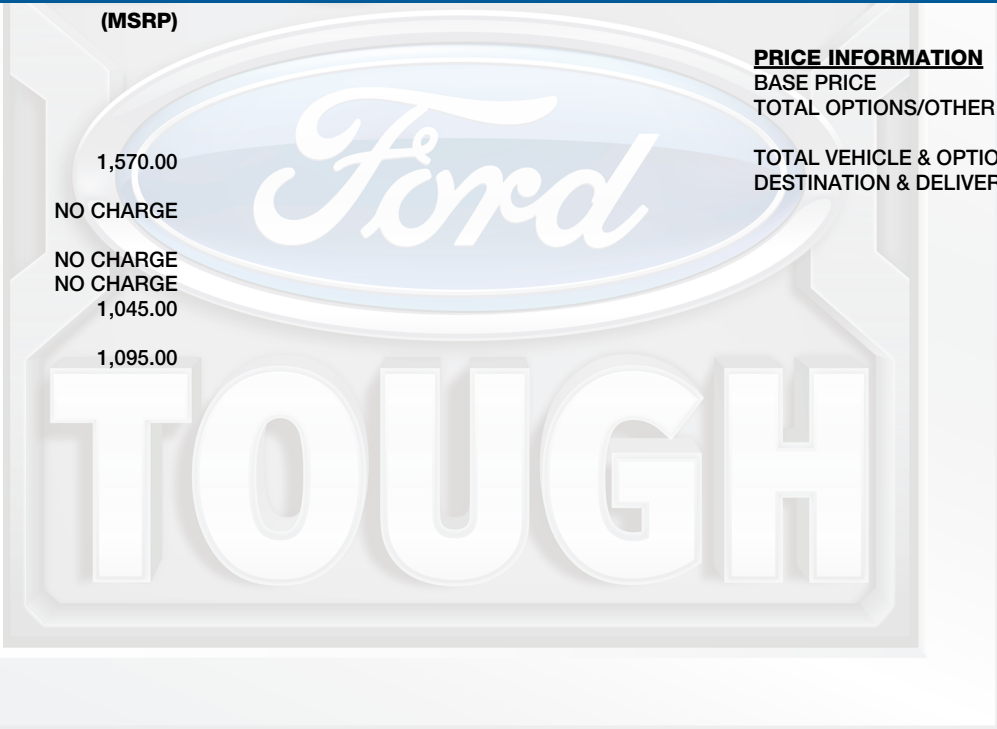 (MSRP)
1,570.00
NO CHARGE
NO CHARGE
NO CHARGE
1,045.00
1,095.00
PRICE INFORMATION
BASE PRICE
TOTAL OPTIONS/OTHER
TOTAL VEHICLE & OPTIO
DESTINATION & DELIVER
Ford
TOUGH